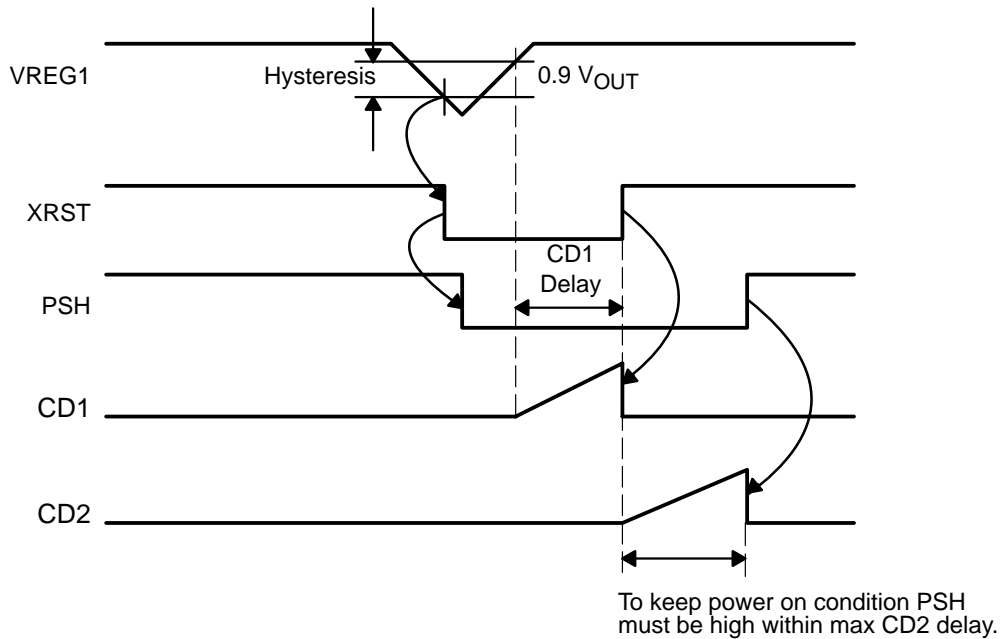 VREG1
Hysteresis
0.9 VOUT
XRST
CD1
Delay
PSH
CD1
CD2
To keep power on condition PSH
must be high within max CD2 delay.